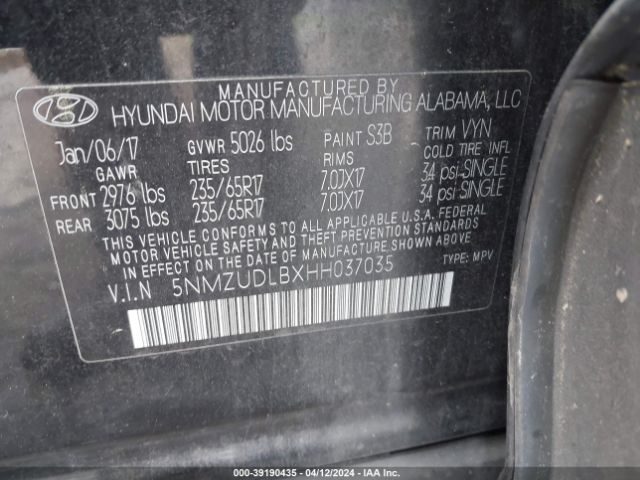 MANUFACTURED BY
HYUNDAI MOTOR MANUFACTURING ALABAMA, LLC
Jan/06/17 GVWR 5026 lbs PAINT S3B TRIM VYN
GAWR TIRES RIMS COLD TIRE INFL
FRONT 2976 lbs 235/65R17 7.0JX17 34 psi-SINGLE
REAR 3075 lbs 235/65R17 7.0JX17 34 psi-SINGLE
THIS VEHICLE CONFORMS TO ALL APPLICABLE U.S.A. FEDERAL
MOTOR VEHICLE SAFETY AND THEFT PREVENTION STANDARDS
IN EFFECT ON THE DATE OF MANUFACTURE SHOWN ABOVE.
V.I.N 5NMZUDLBXHH037035 TYPE: MPV
000-39190435 - 04/12/2024 - IAA Inc.